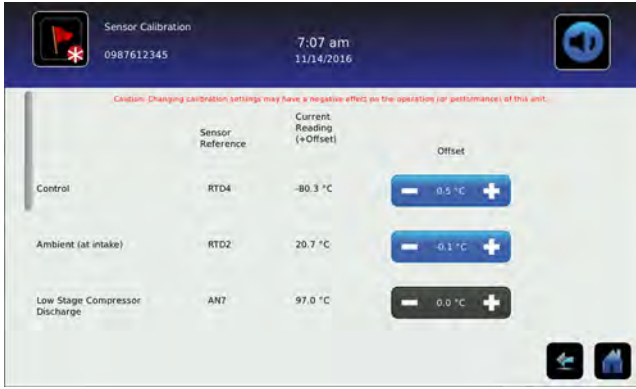 Sensor Calibration
7:07 am
0987612345
11/14/2016
Caution: Changing calibration settings may have a negative effect on the operation (or performance) of this unit.
Sensor
Reference
Current
Reading
(+Offset)
Offset
Control
RTD4
-80.3 °C
0.5 °C
Ambient (at intake)
RTD2
20.7 °C
-0.1 °C
Low Stage Compressor
Discharge
AN7
97.0 °C
0.0 °C